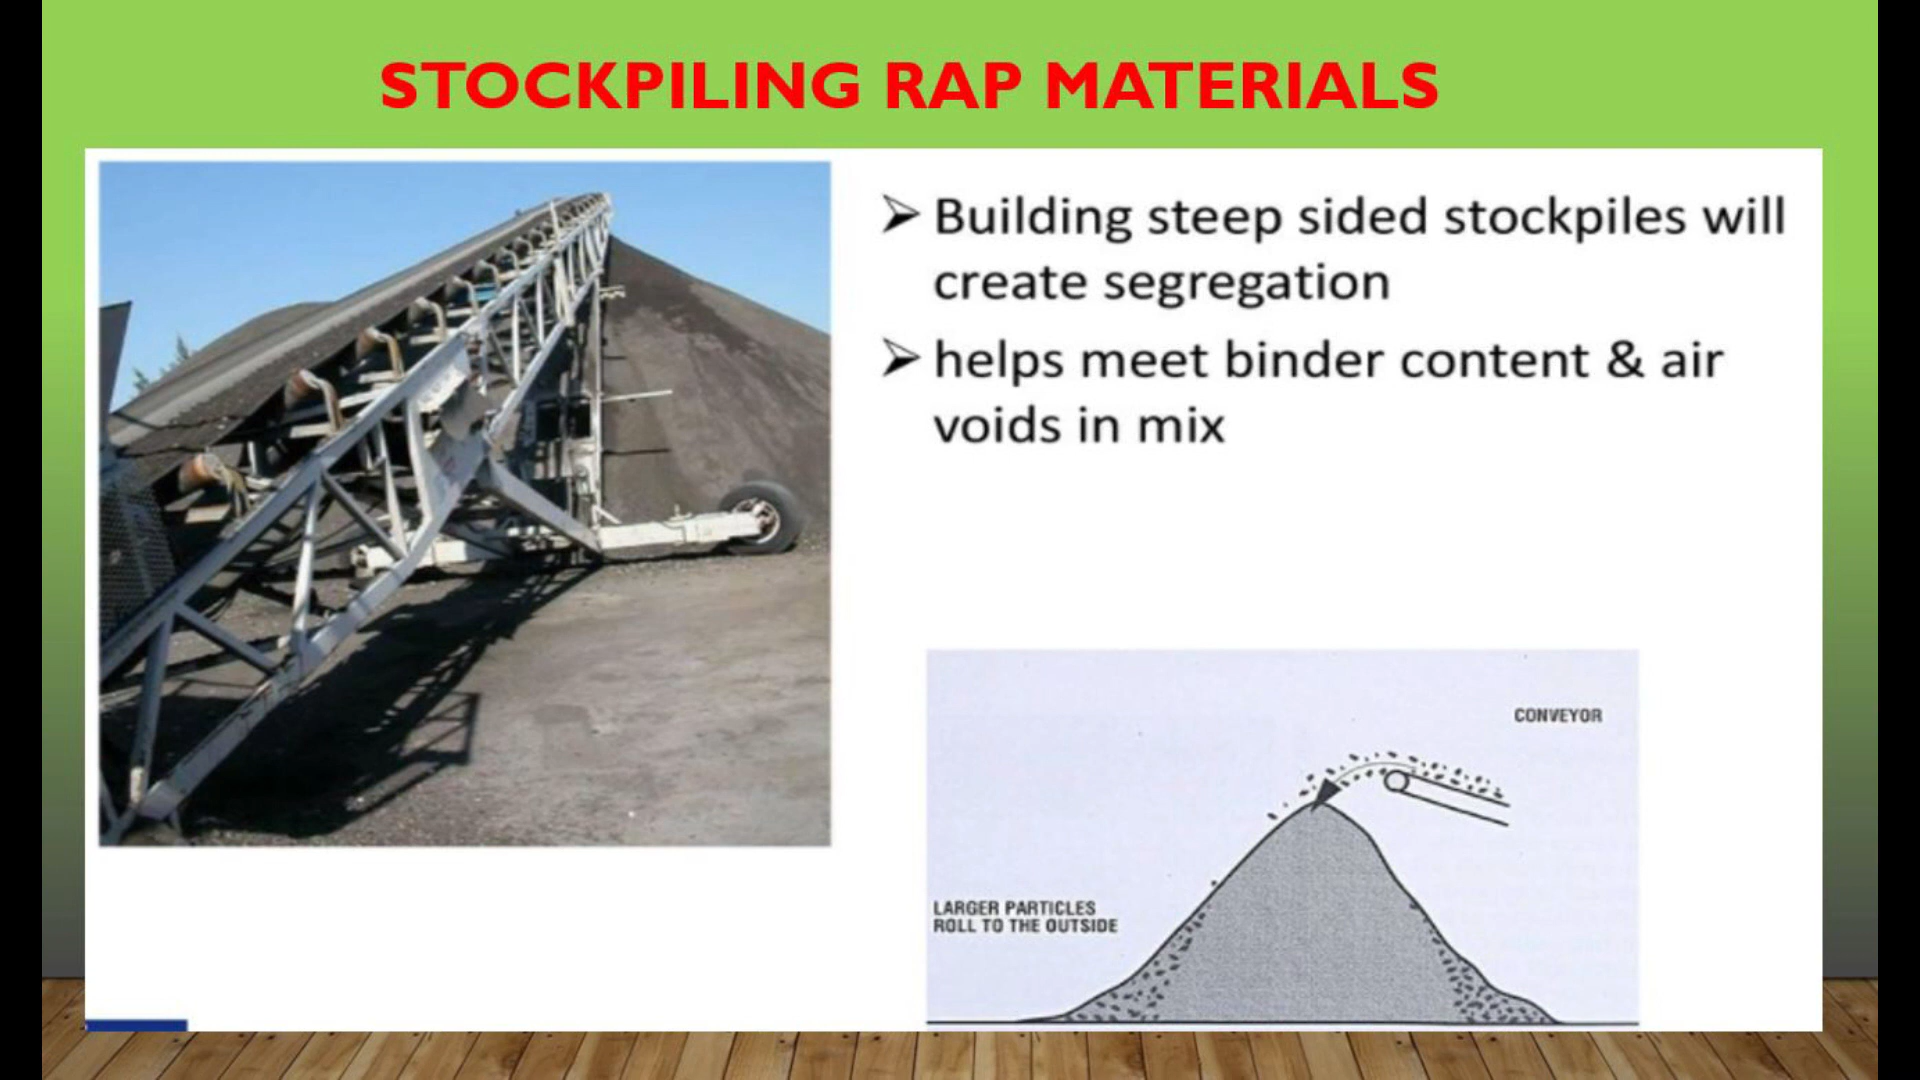 STOCKPILING RAP MATERIALS
Building steep sided stockpiles will
create segregation
helps meet binder content & air
voids in mix
CONVEYOR
LARGER PARTICLES
ROLL TO THE OUTSIDE